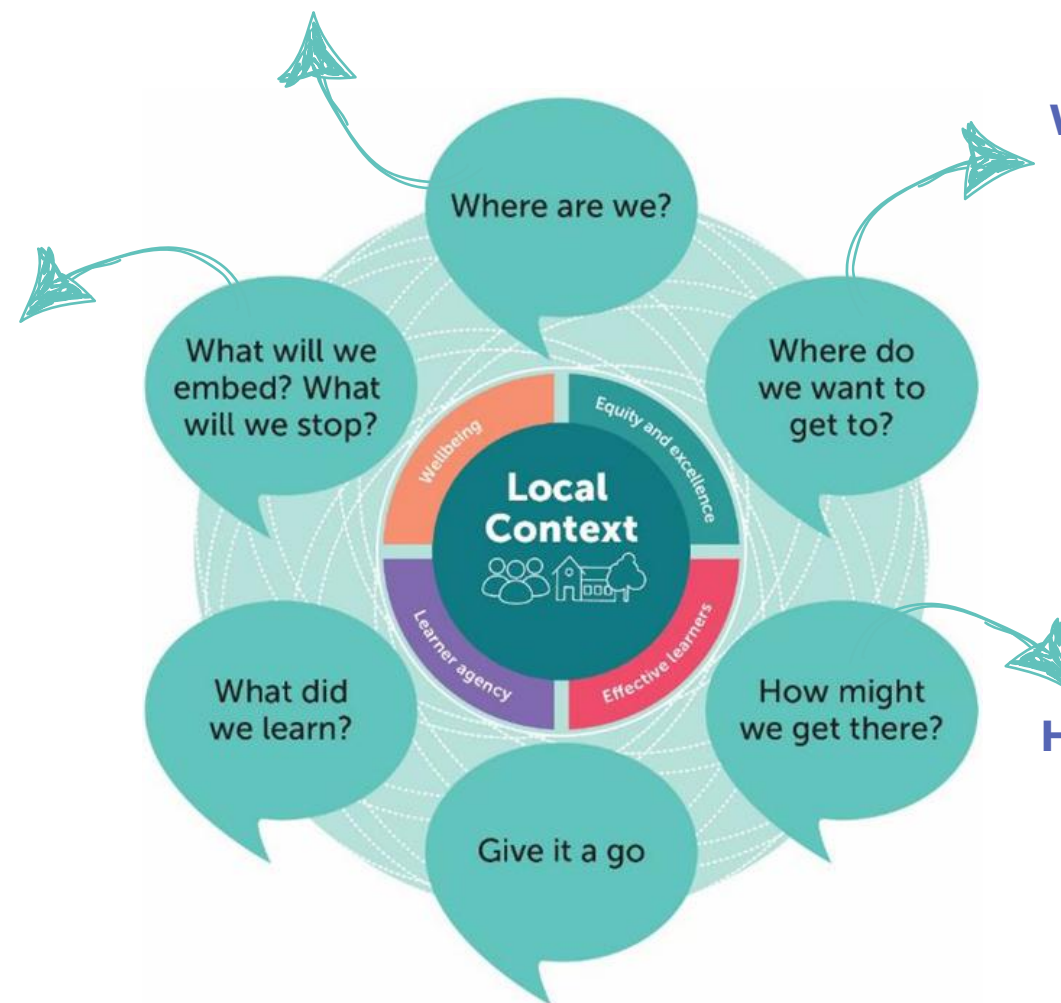 Where are we?
Where do
we want to
get to?
How might
we get there?
Give it a go
What did
we learn?
What will we
embed? What
will we stop?
Wellbeing
Equity and excellence
Effective learners
Learner agency
Local
Context